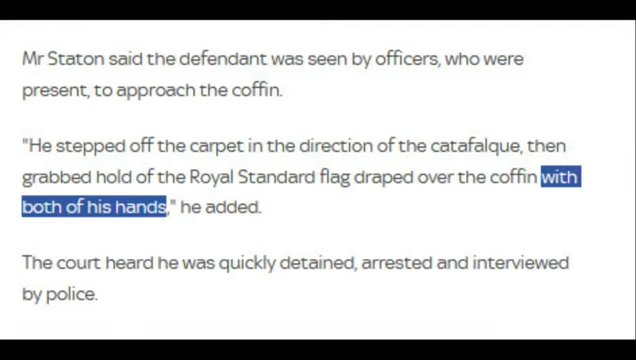 Mr Staton said the defendant was seen by officers, who were
present, to approach the coffin.
"He stepped off the carpet in the direction of the catafalque, then
grabbed hold of the Royal Standard flag draped over the coffin with
both of his hands," he added.
The court heard he was quickly detained, arrested and interviewed
by police.